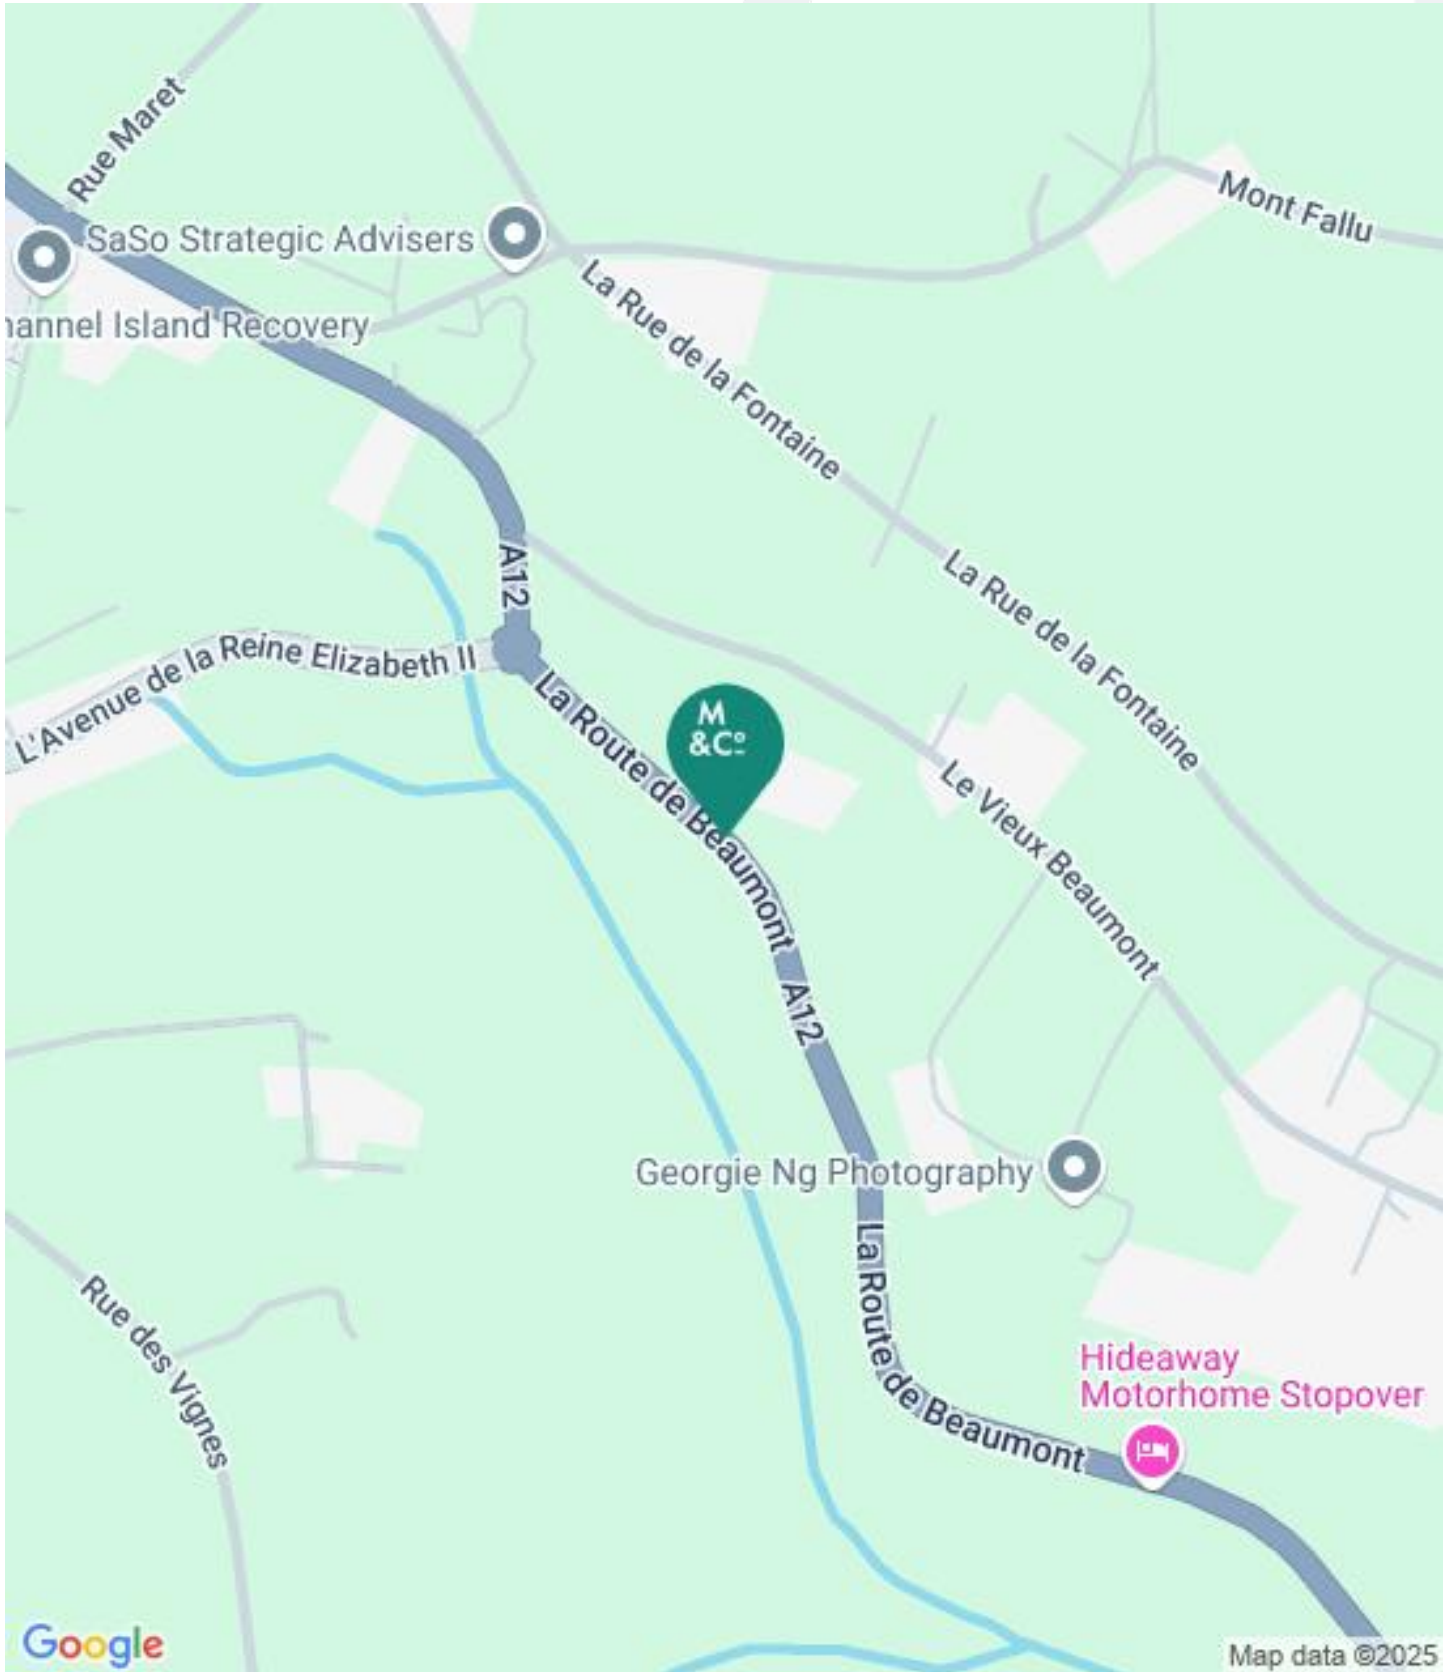 Rue Maret
SaSo Strategic Advisers
Mont Fallu
hannel Island Recovery
La Rue de la Fontaine
A12
La Rue de la Fontaine
L'Avenue de la Reine Elizabeth II
La Route de Beaumont
M
&Cº
Le Vieux Beaumont
A12
Georgie Ng Photography
La Route de Beaumont
Rue des Vignes
Hideaway
Motorhome Stopover
Google
Map data ©2025